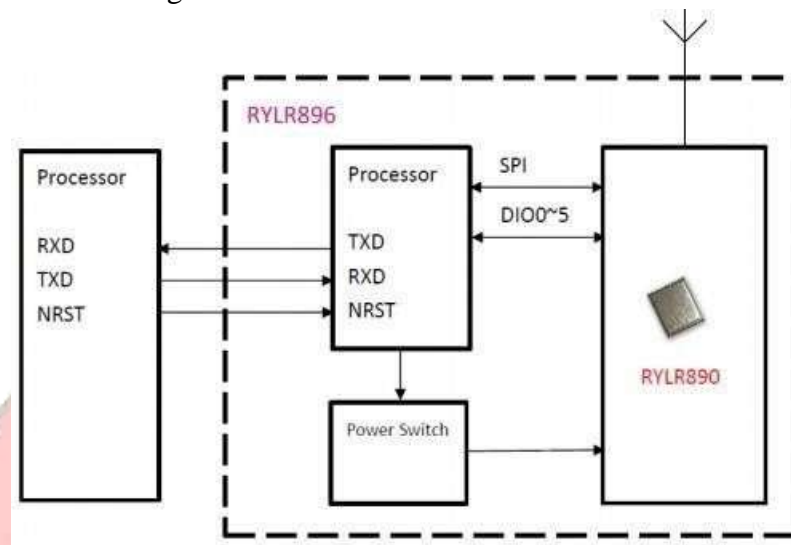 RYLR896
Processor
RXD
TXD
NRST
Processor
TXD
RXD
NRST
SPI
DIO0~5
RYLR890
Power Switch